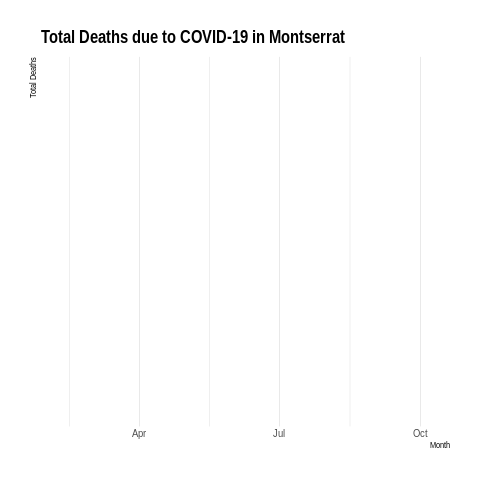 Total Deaths due to COVID-19 in Montserrat
Total Deaths
Apr Jul Oct
Month